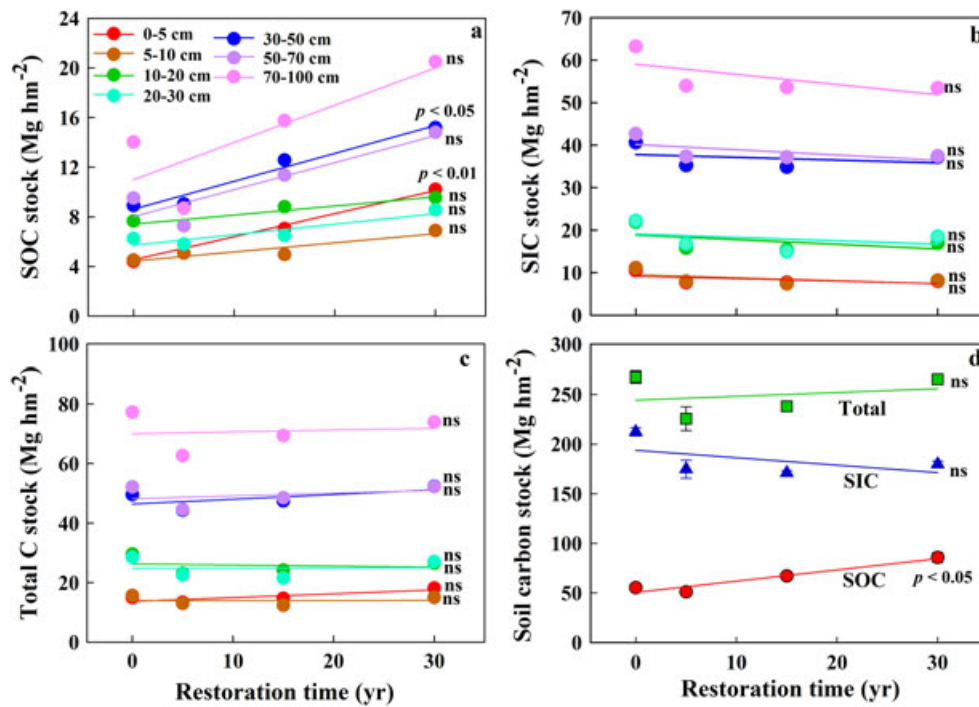 24
20
16
12
8
4
0
SOC stock (Mg hm⁻²)
0-5 cm
5-10 cm
10-20 cm
20-30 cm
30-50 cm
50-70 cm
70-100 cm
a
ns
p < 0.05
ns
p < 0.01
ns
ns
ns
70
60
50
40
30
20
10
0
SIC stock (Mg hm⁻²)
b
ns
ns
ns
ns
ns
ns
ns
100
80
60
40
20
0
Total C stock (Mg hm⁻²)
c
ns
ns
ns
ns
ns
ns
ns
0 10 20 30
Restoration time (yr)
300
250
200
150
100
50
0
Soil carbon stock (Mg hm⁻²)
d
ns
Total
SIC
ns
SOC
p < 0.05
0 10 20 30
Restoration time (yr)